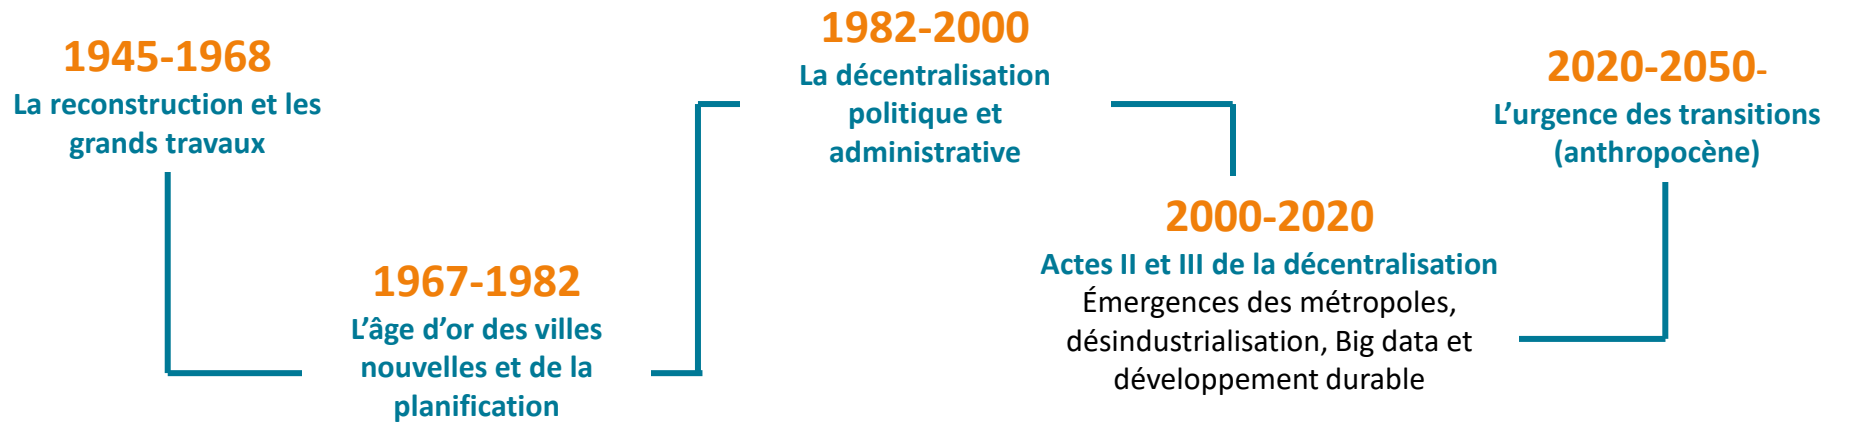 1945-1968
La reconstruction et les
grands travaux
1967-1982
L’âge d’or des villes
nouvelles et de la
planification
1982-2000
La décentralisation
politique et
administrative
2000-2020
Actes II et III de la décentralisation
Émergences des métropoles,
désindustrialisation, Big data et
développement durable
2020-2050-
L’urgence des transitions
(anthropocène)